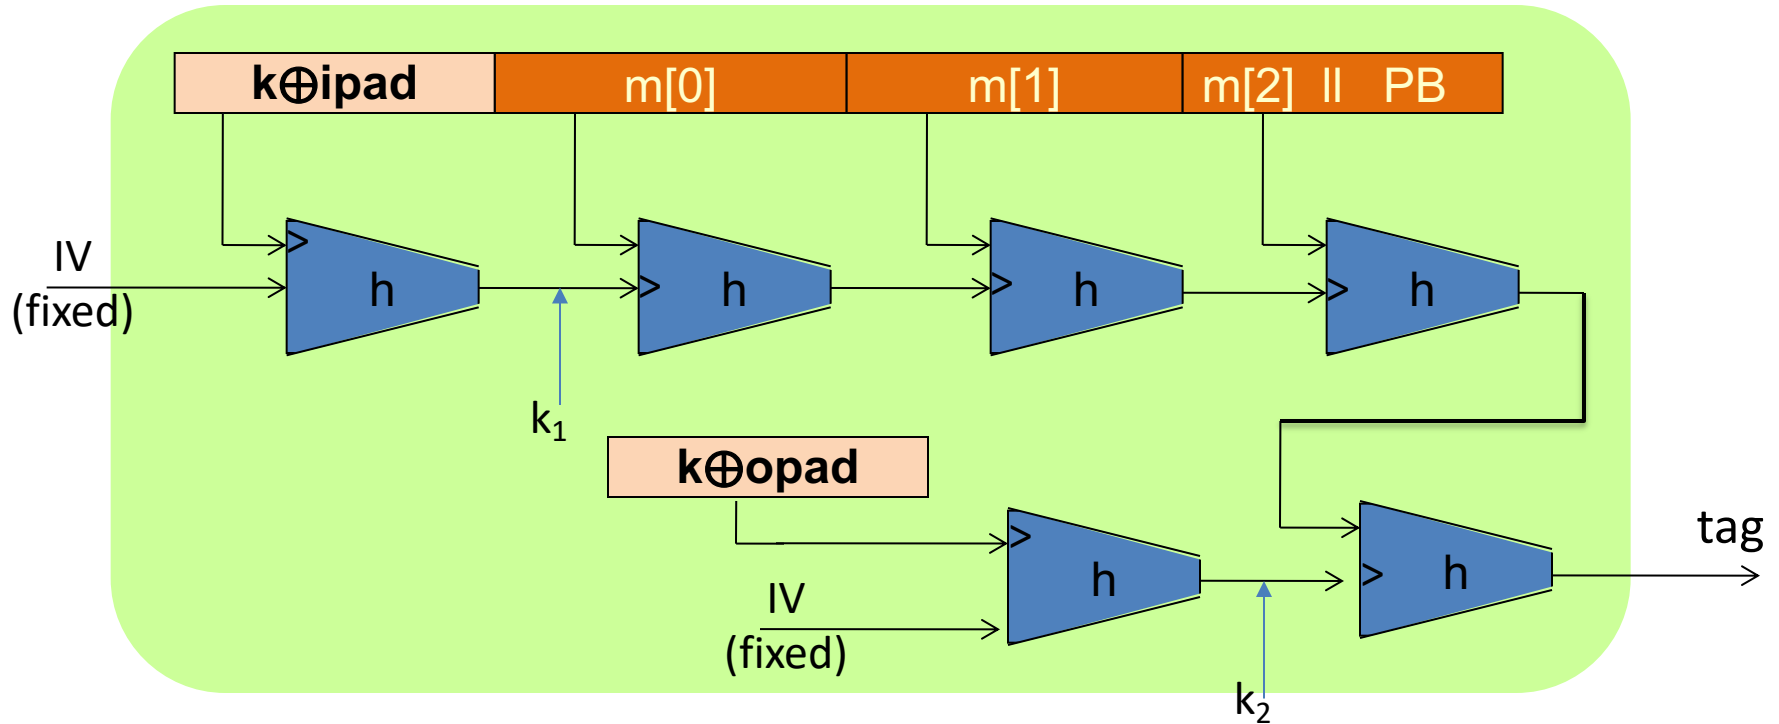 k⊕ipad m[0] m[1] m[2] ll PB
> > > >
IV
(fixed)
h h h h
k₁
k⊕opad
> >
h h
tag
IV
(fixed)
k₂